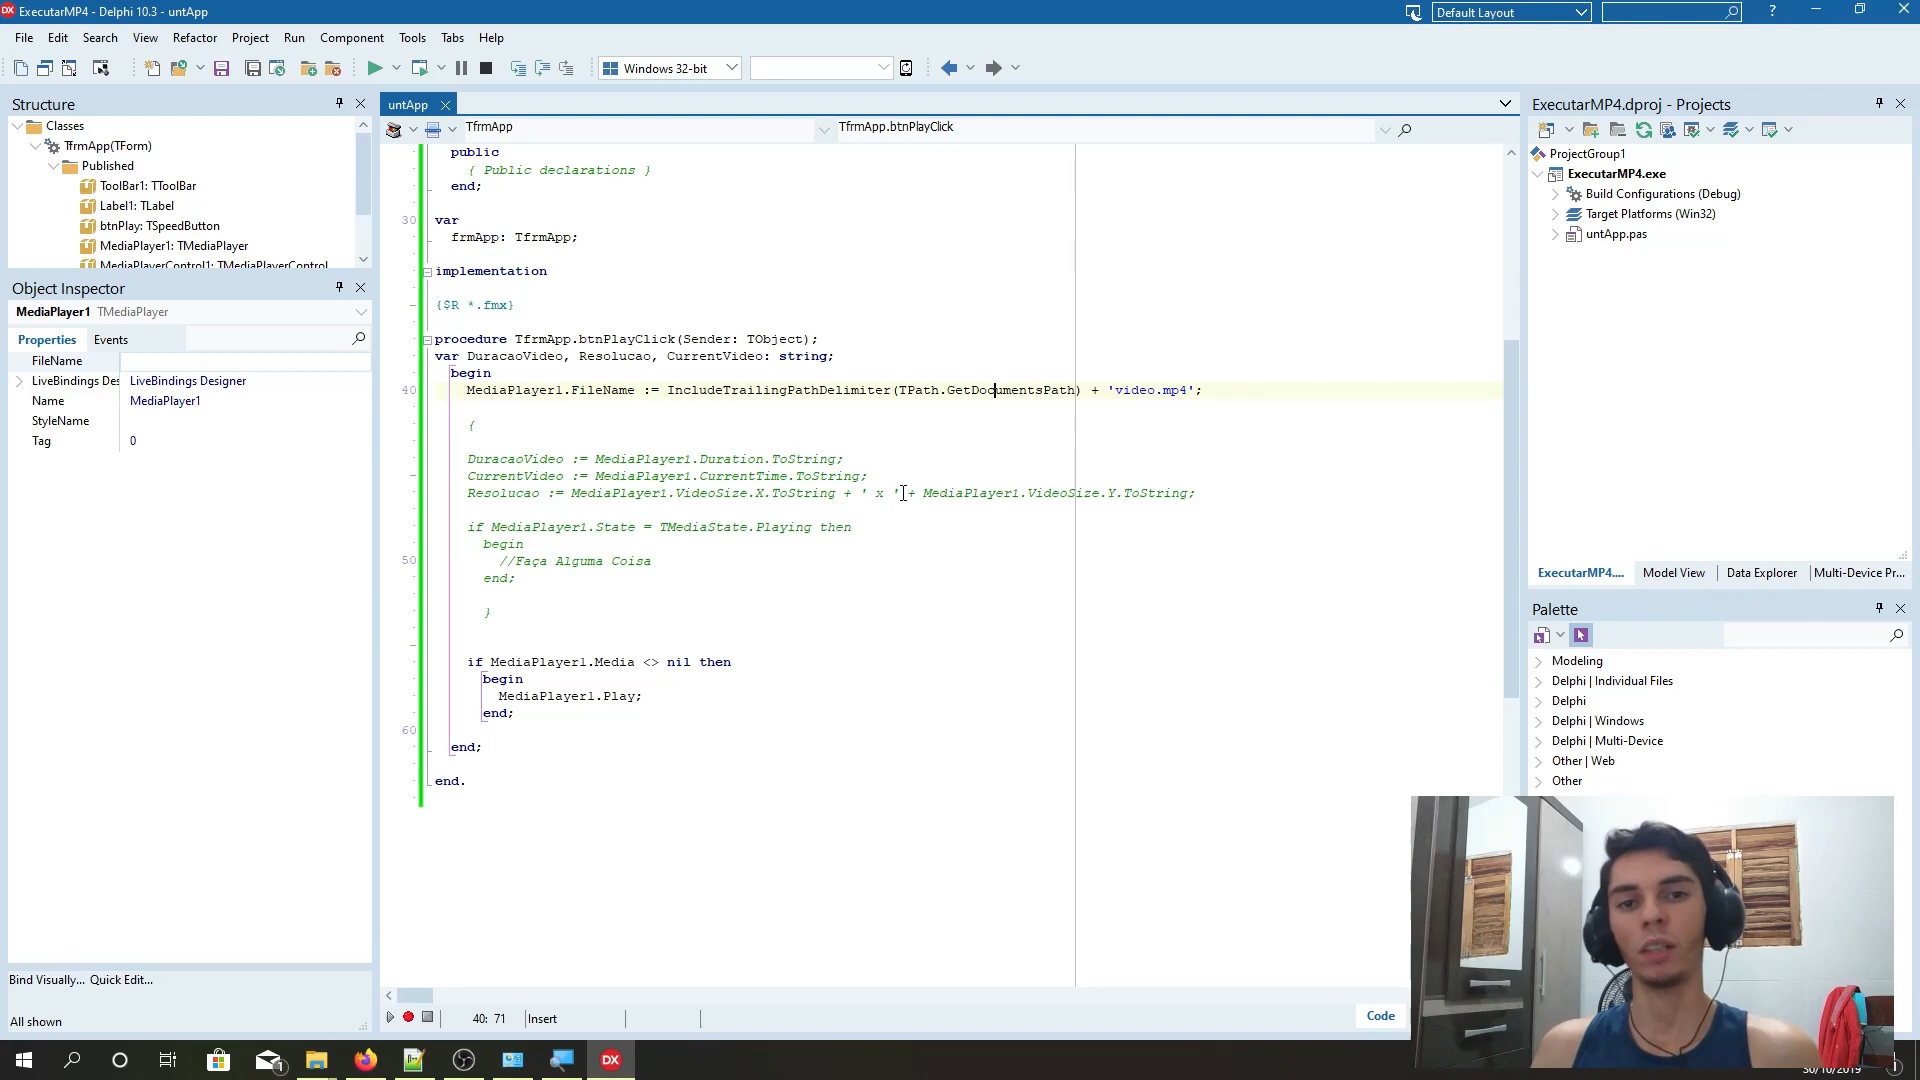 ExecutarMP4 - Delphi 10.3 - untApp
Default Layout
?
File Edit Search View Refactor Project Run Component Tools Tabs Help
Windows 32-bit
Structure
Classes
TfrmApp(TForm)
Published
ToolBar1: TToolBar
Label1: TLabel
btnPlay: TSpeedButton
MediaPlayer1: TMediaPlayer
MediaPlayerControl1: TMediaPlayerControl
Object Inspector
MediaPlayer1 TMediaPlayer
Properties Events
FileName
LiveBindings Des LiveBindings Designer
Name MediaPlayer1
StyleName
Tag 0
Bind Visually... Quick Edit...
All shown
untApp
TfrmApp TfrmApp.btnPlayClick
public
{ Public declarations }
end;
30 var
frmApp: TfrmApp;
implementation
{$R *.fmx}
procedure TfrmApp.btnPlayClick(Sender: TObject);
var DuracaoVideo, Resolucao, CurrentVideo: string;
begin
40 MediaPlayer1.FileName := IncludeTrailingPathDelimiter(TPath.GetDocumentsPath) + 'video.mp4';
{
DuracaoVideo := MediaPlayer1.Duration.ToString;
CurrentVideo := MediaPlayer1.CurrentTime.ToString;
Resolucao := MediaPlayer1.VideoSize.X.ToString + ' x ' + MediaPlayer1.VideoSize.Y.ToString;
if MediaPlayer1.State = TMediaState.Playing then
begin
50 //Faça Alguma Coisa
end;
}
if MediaPlayer1.Media <> nil then
begin
MediaPlayer1.Play;
end;
60
end;
end.
40: 71 Insert
Code
ExecutarMP4.dproj - Projects
ProjectGroup1
ExecutarMP4.exe
Build Configurations (Debug)
Target Platforms (Win32)
untApp.pas
ExecutarMP4.... Model View Data Explorer Multi-Device Pr...
Palette
Modeling
Delphi | Individual Files
Delphi
Delphi | Windows
Delphi | Multi-Device
Other | Web
Other
DX
30/10/2019